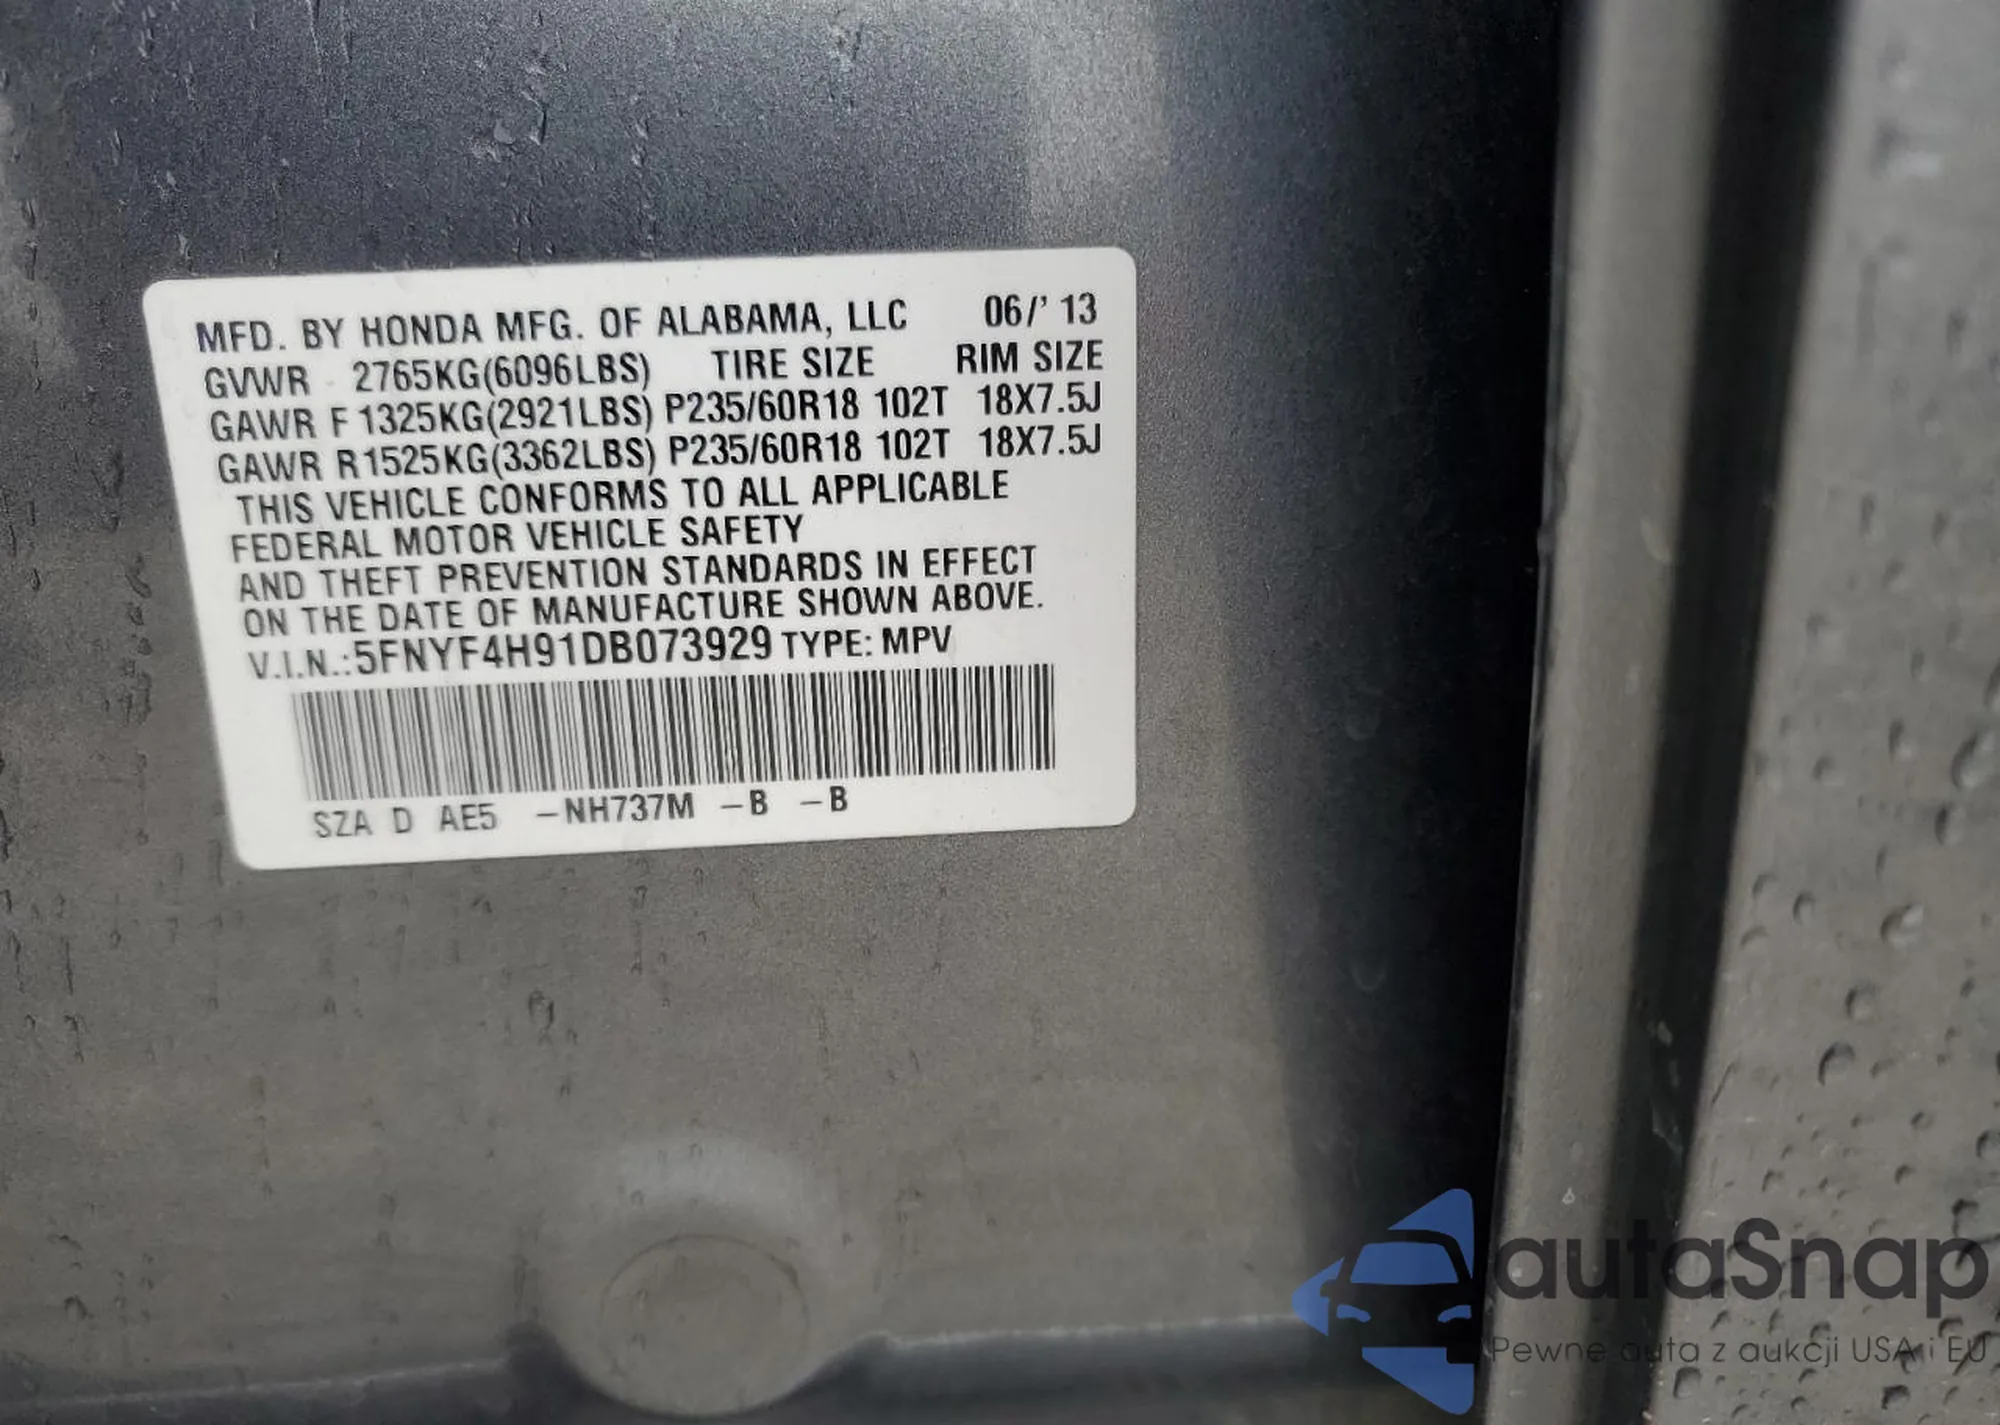 MFD. BY HONDA MFG. OF ALABAMA, LLC 06/' 13
GVWR 2765KG(6096LBS) TIRE SIZE RIM SIZE
GAWR F 1325KG(2921LBS) P235/60R18 102T 18X7.5J
GAWR R1525KG(3362LBS) P235/60R18 102T 18X7.5J
THIS VEHICLE CONFORMS TO ALL APPLICABLE
FEDERAL MOTOR VEHICLE SAFETY
AND THEFT PREVENTION STANDARDS IN EFFECT
ON THE DATE OF MANUFACTURE SHOWN ABOVE.
V.I.N.:5FNYF4H91DB073929 TYPE: MPV
SZA D AE5 -NH737M -B -B
autaSnap
Pewne auta z aukcji USA i EU